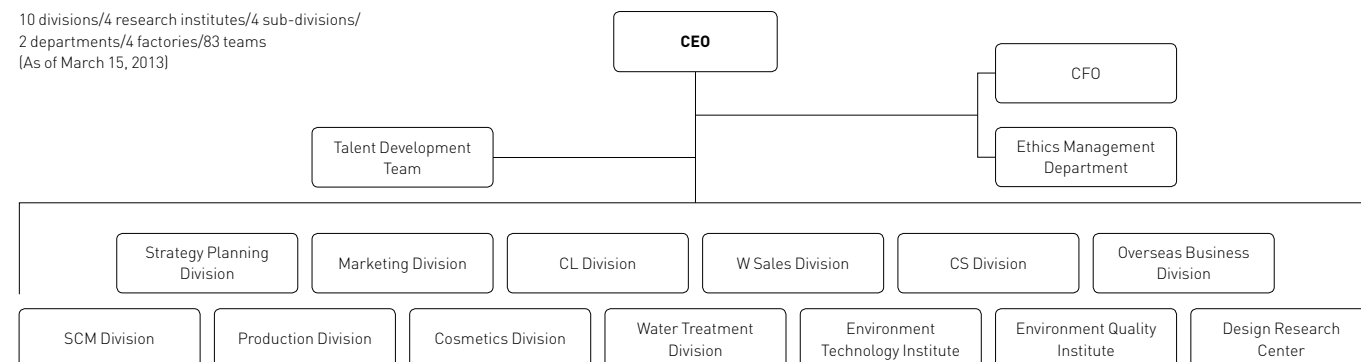 10 divisions/4 research institutes/4 sub-divisions/
2 departments/4 factories/83 teams
(As of March 15, 2013)
CEO
CFO
Talent Development
Team
Ethics Management
Department
Strategy Planning
Division
Marketing Division
CL Division
W Sales Division
CS Division
Overseas Business
Division
SCM Division
Production Division
Cosmetics Division
Water Treatment
Division
Environment
Technology Institute
Environment Quality
Institute
Design Research
Center